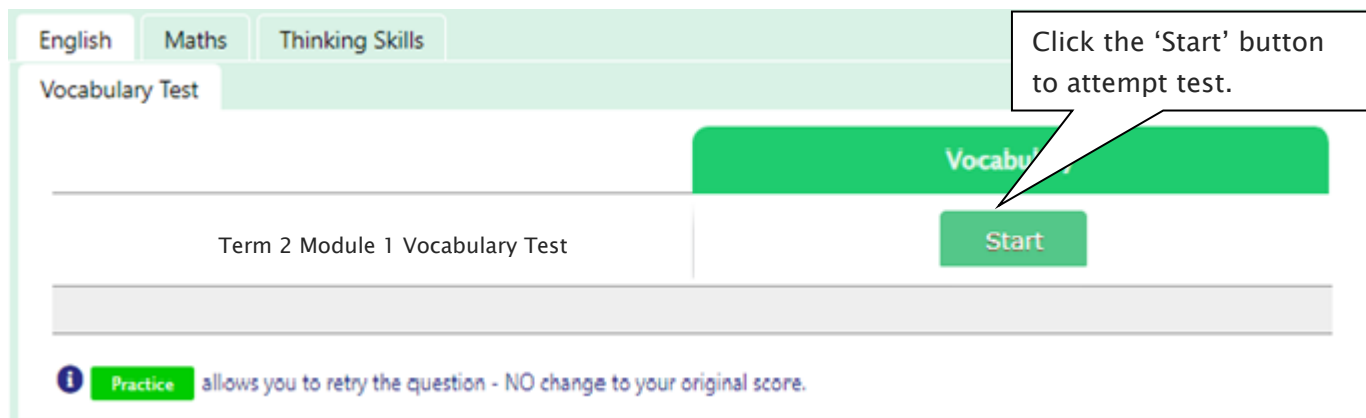 English Maths Thinking Skills
Click the ‘Start’ button
to attempt test.
Vocabulary Test
Term 2 Module 1 Vocabulary Test
Start
Practice allows you to retry the question - NO change to your original score.